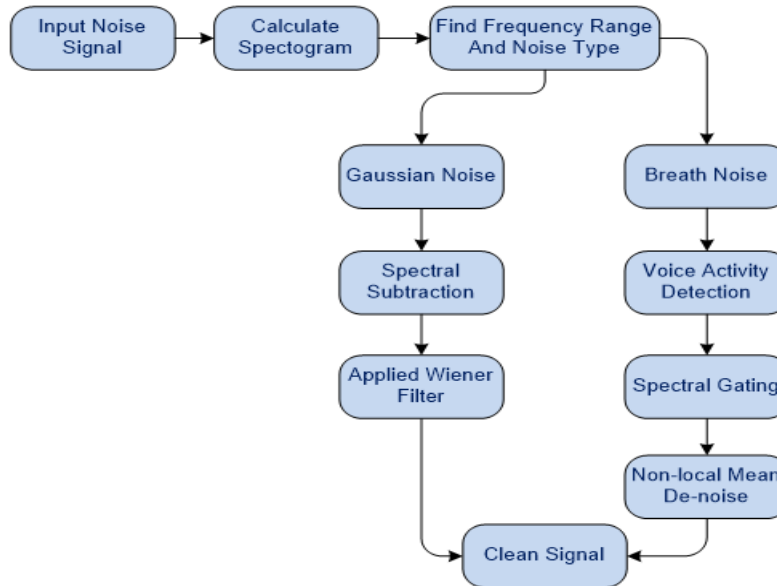 Input Noise
Signal
Calculate
Spectogram
Find Frequency Range
And Noise Type
Gaussian Noise
Breath Noise
Spectral
Subtraction
Voice Activity
Detection
Applied Wiener
Filter
Spectral Gating
Non-local Mean
De-noise
Clean Signal